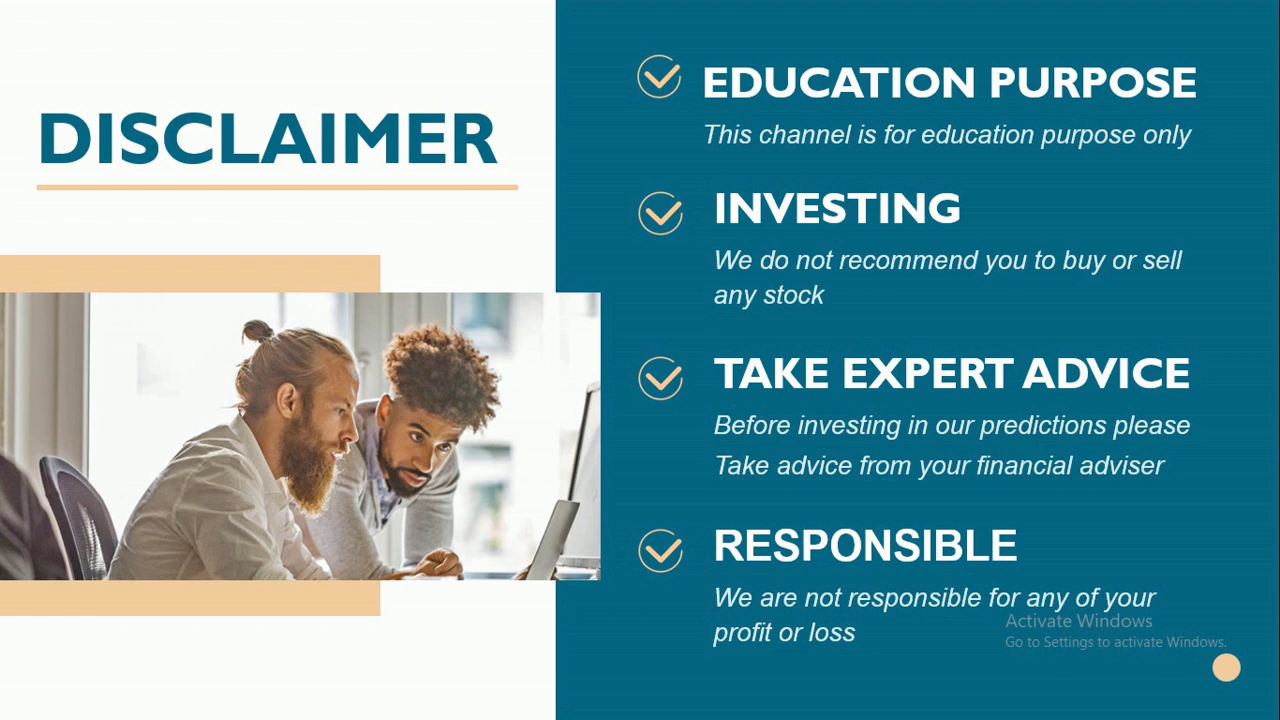 DISCLAIMER
EDUCATION PURPOSE
This channel is for education purpose only
INVESTING
We do not recommend you to buy or sell
any stock
TAKE EXPERT ADVICE
Before investing in our predictions please
Take advice from your financial adviser
RESPONSIBLE
We are not responsible for any of your
profit or loss
Activate Windows
Go to Settings to activate Windows.